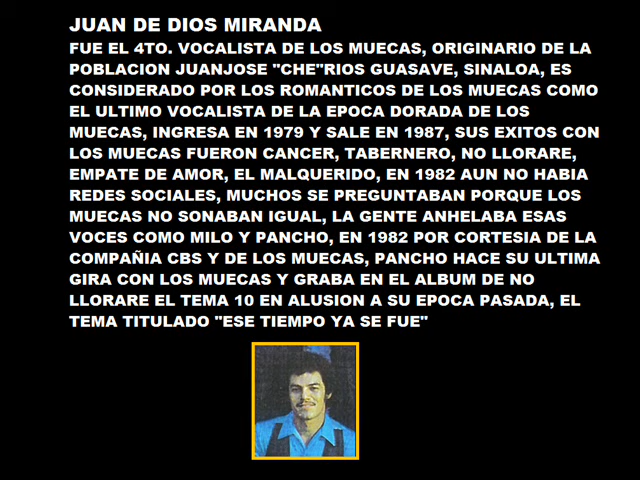 JUAN DE DIOS MIRANDA
FUE EL 4TO. VOCALISTA DE LOS MUECAS, ORIGINARIO DE LA
POBLACION JUANJOSE "CHE"RIOS GUASAVE, SINALOA, ES
CONSIDERADO POR LOS ROMANTICOS DE LOS MUECAS COMO
EL ULTIMO VOCALISTA DE LA EPOCA DORADA DE LOS
MUECAS, INGRESA EN 1979 Y SALE EN 1987, SUS EXITOS CON
LOS MUECAS FUERON CANCER, TABERNERO, NO LLORARE,
EMPATE DE AMOR, EL MALQUERIDO, EN 1982 AUN NO HABIA
REDES SOCIALES, MUCHOS SE PREGUNTABAN PORQUE LOS
MUECAS NO SONABAN IGUAL, LA GENTE ANHELABA ESAS
VOCES COMO MILO Y PANCHO, EN 1982 POR CORTESIA DE LA
COMPAÑIA CBS Y DE LOS MUECAS, PANCHO HACE SU ULTIMA
GIRA CON LOS MUECAS Y GRABA EN EL ALBUM DE NO
LLORARE EL TEMA 10 EN ALUSION A SU EPOCA PASADA, EL
TEMA TITULADO "ESE TIEMPO YA SE FUE"